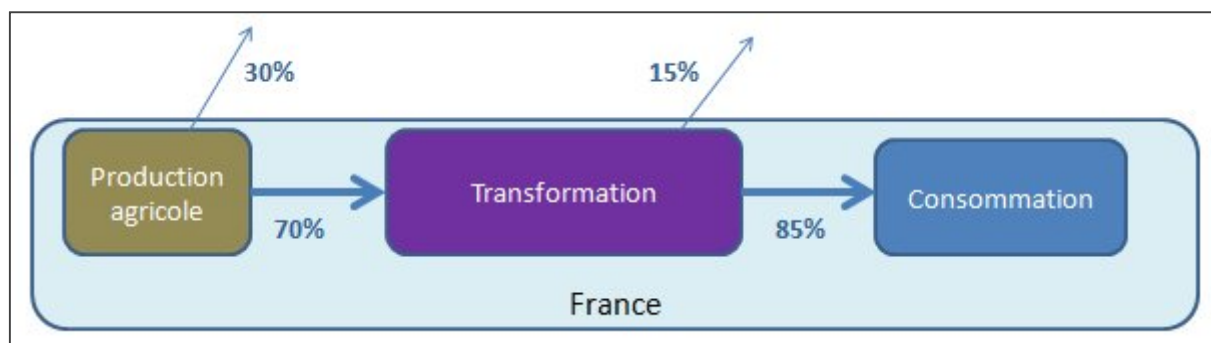 30%
15%
Production
agricole
70%
Transformation
85%
Consommation
France